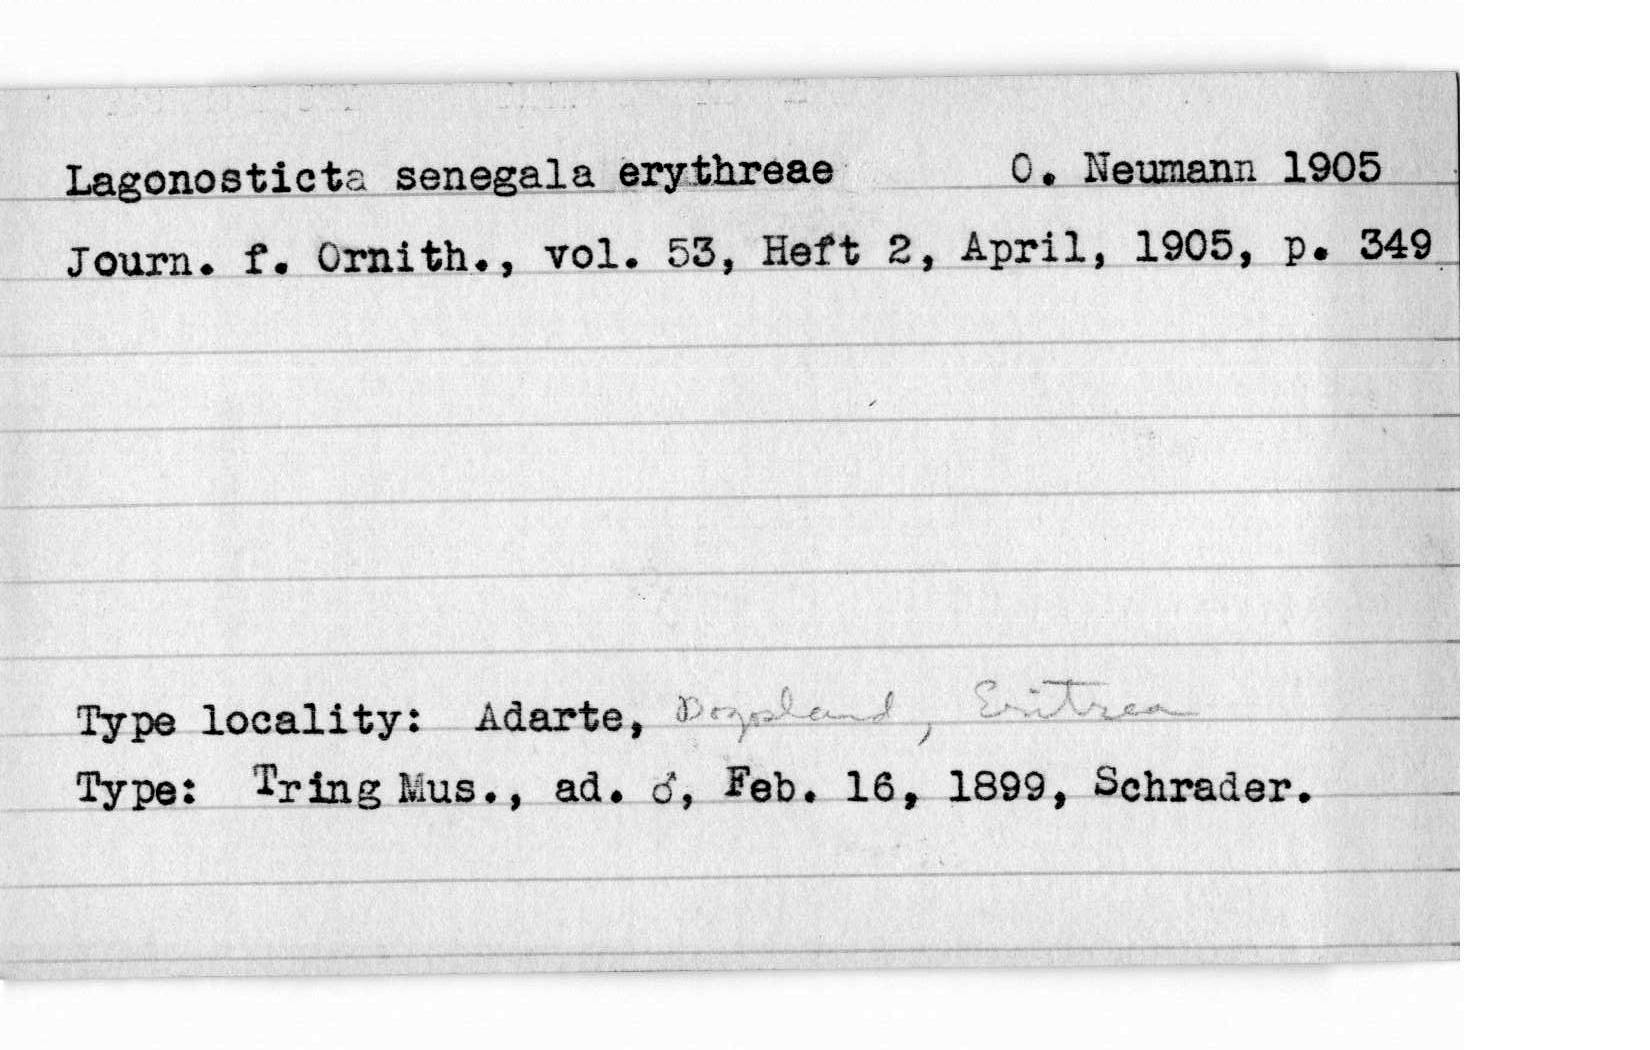 Lagonosticta senegala erythreae O. Neumann 1905
Journ. f. Ornith., vol. 53, Heft 2, April, 1905, p. 349.
Type locality: Adarte, Bogosland, Eritrea
Type: Tring Mus., ad. ♂, Feb. 16, 1899, Schrader.